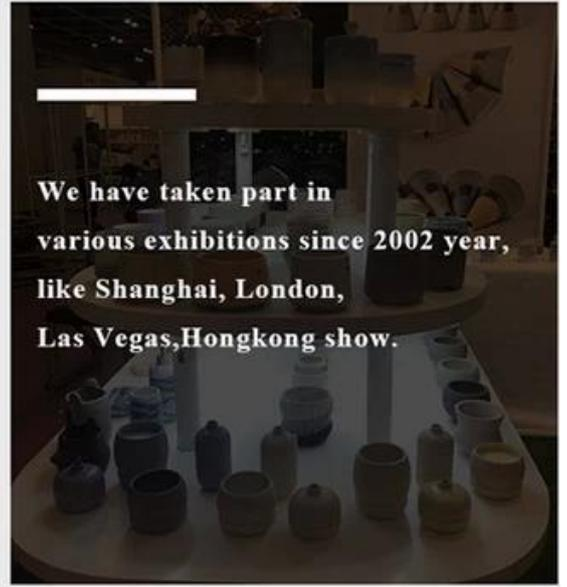 We have taken part in
various exhibitions since 2002 year,
like Shanghai, London,
Las Vegas,Hongkong show.